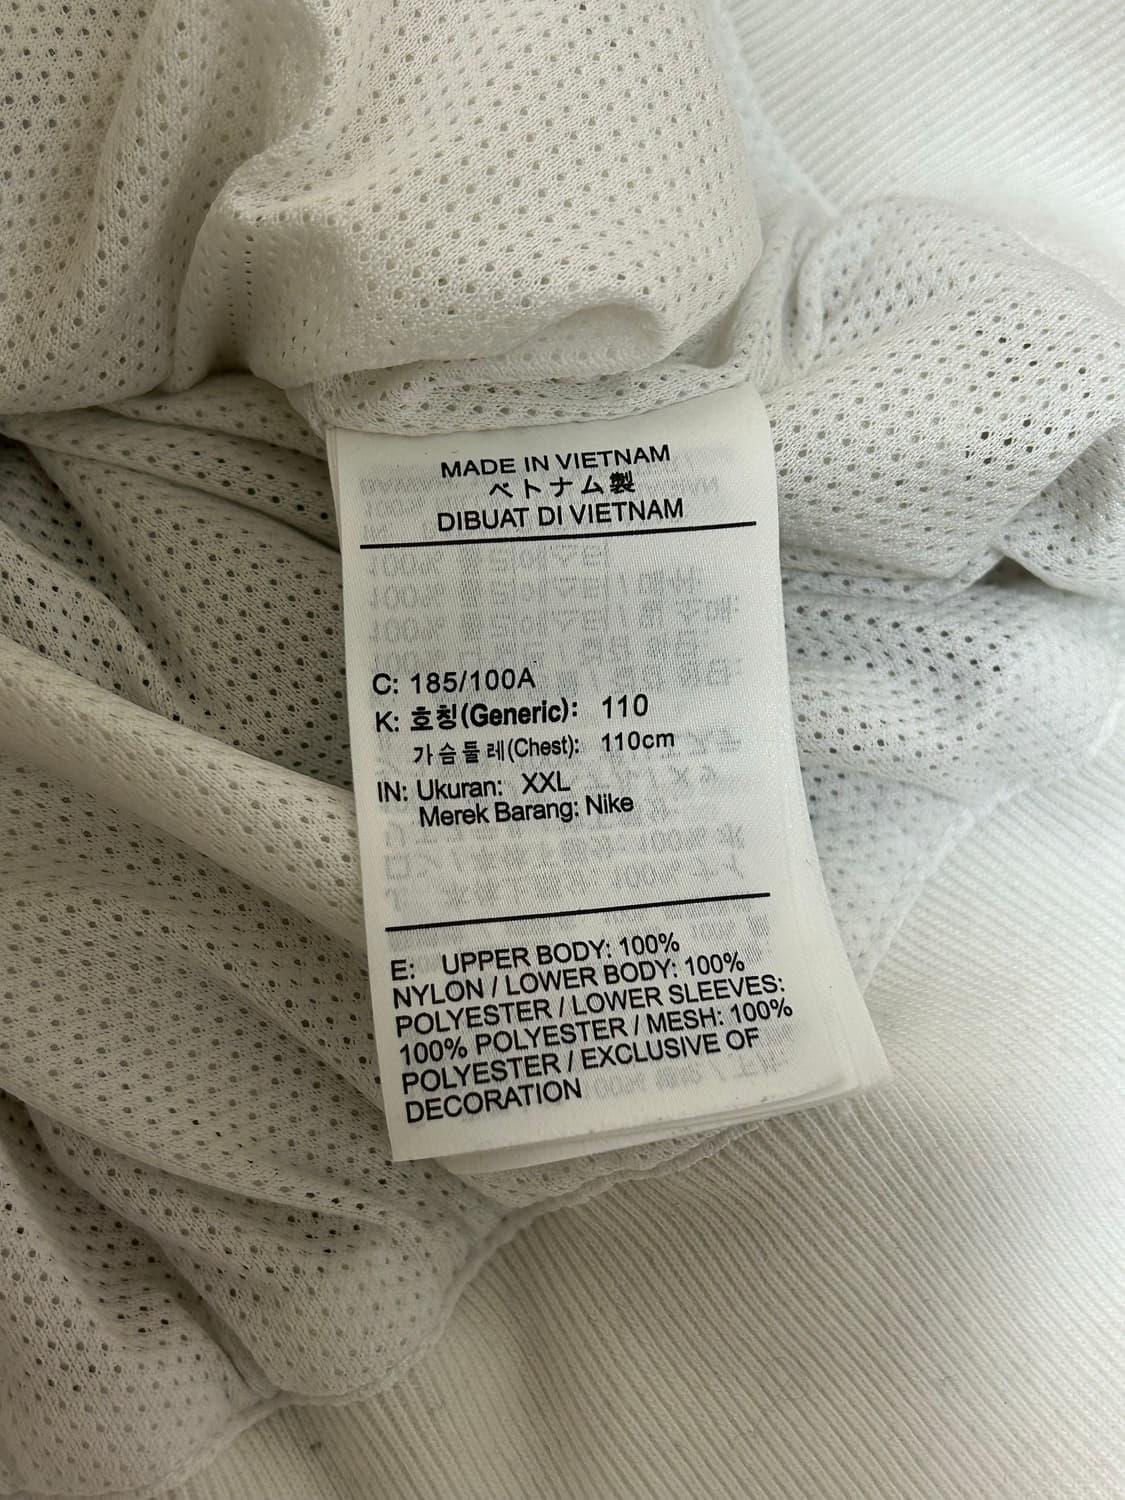 MADE IN VIETNAM
ベトナム製
DIBUAT DI VIETNAM
C: 185/100A
K: 호칭(Generic): 110
가슴둘레(Chest): 110cm
IN: Ukuran: XXL
Merek Barang: Nike
E: UPPER BODY: 100%
NYLON / LOWER BODY: 100%
POLYESTER / LOWER SLEEVES:
100% POLYESTER / MESH: 100%
POLYESTER / EXCLUSIVE OF
DECORATION